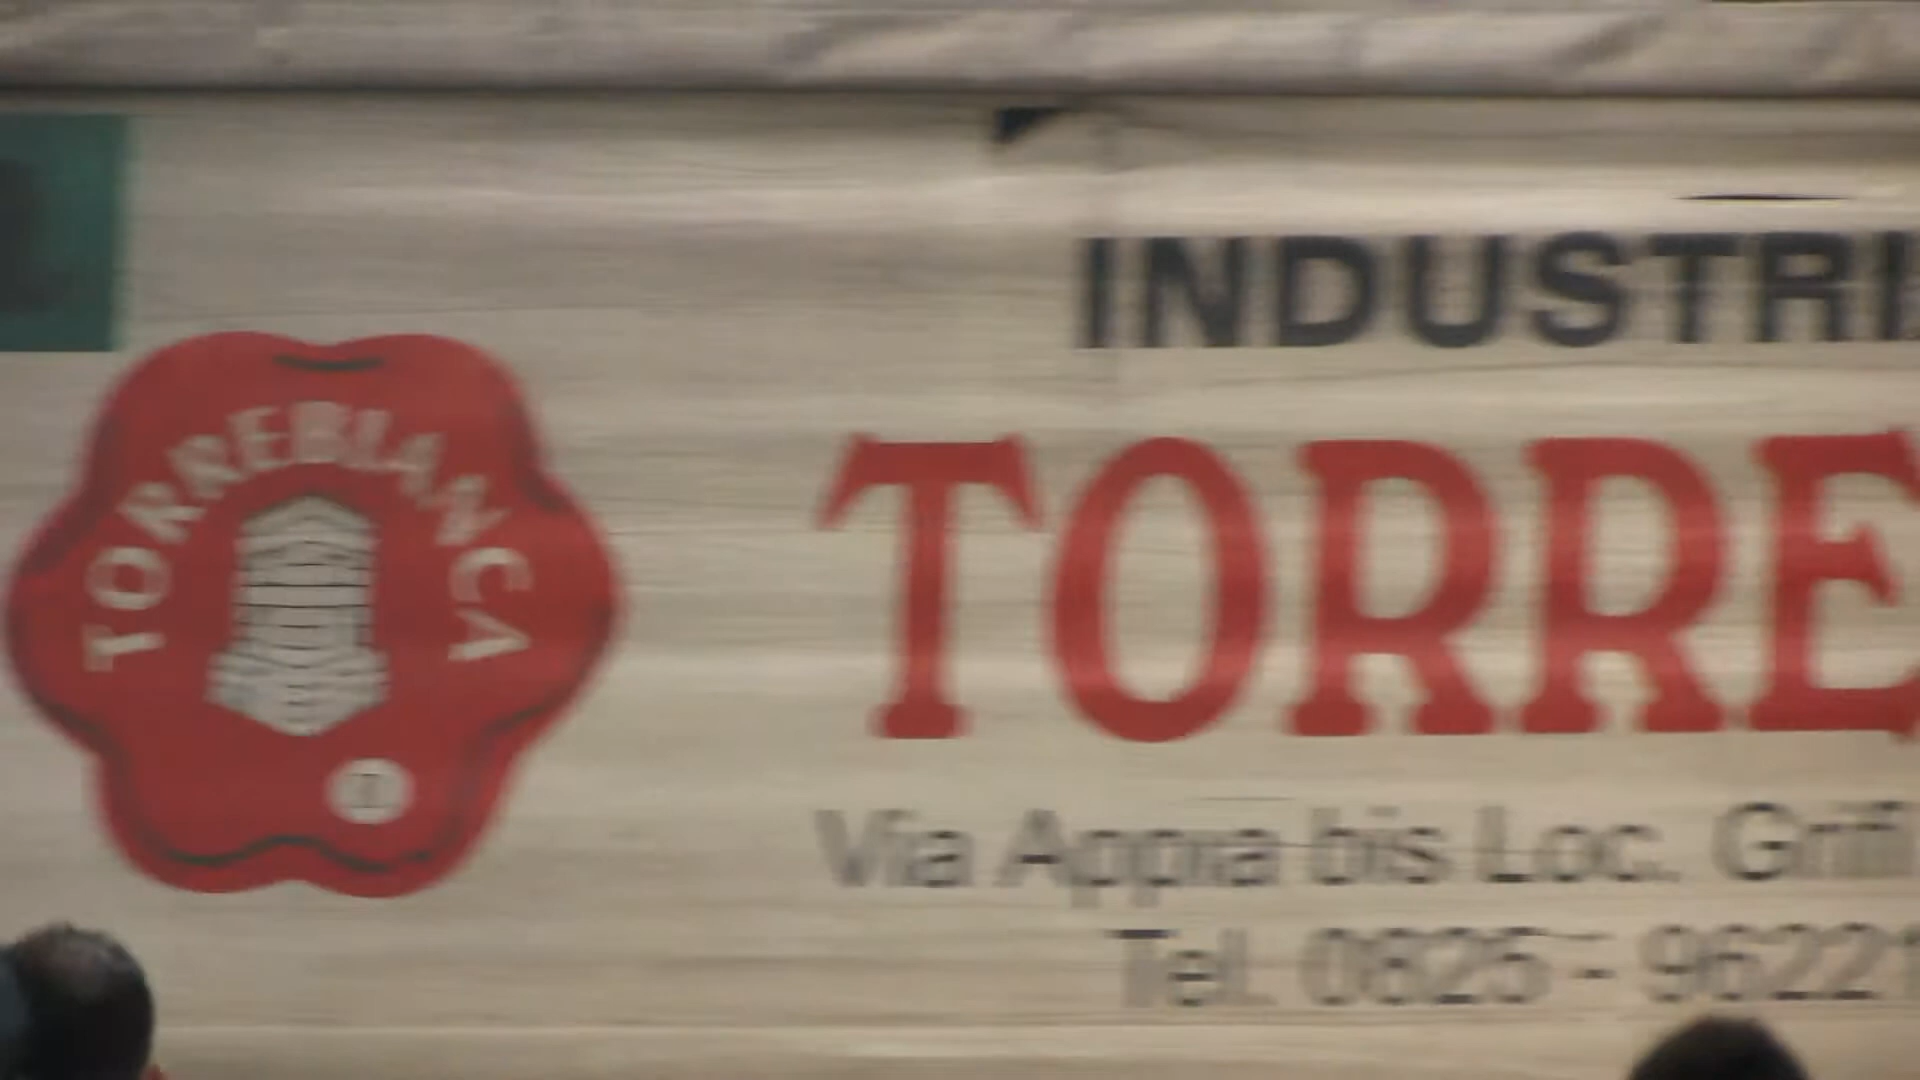 TORREBIANCA
INDUSTRI
TORRE
Via Appia bis Loc.
Tel. 0825 - 96221